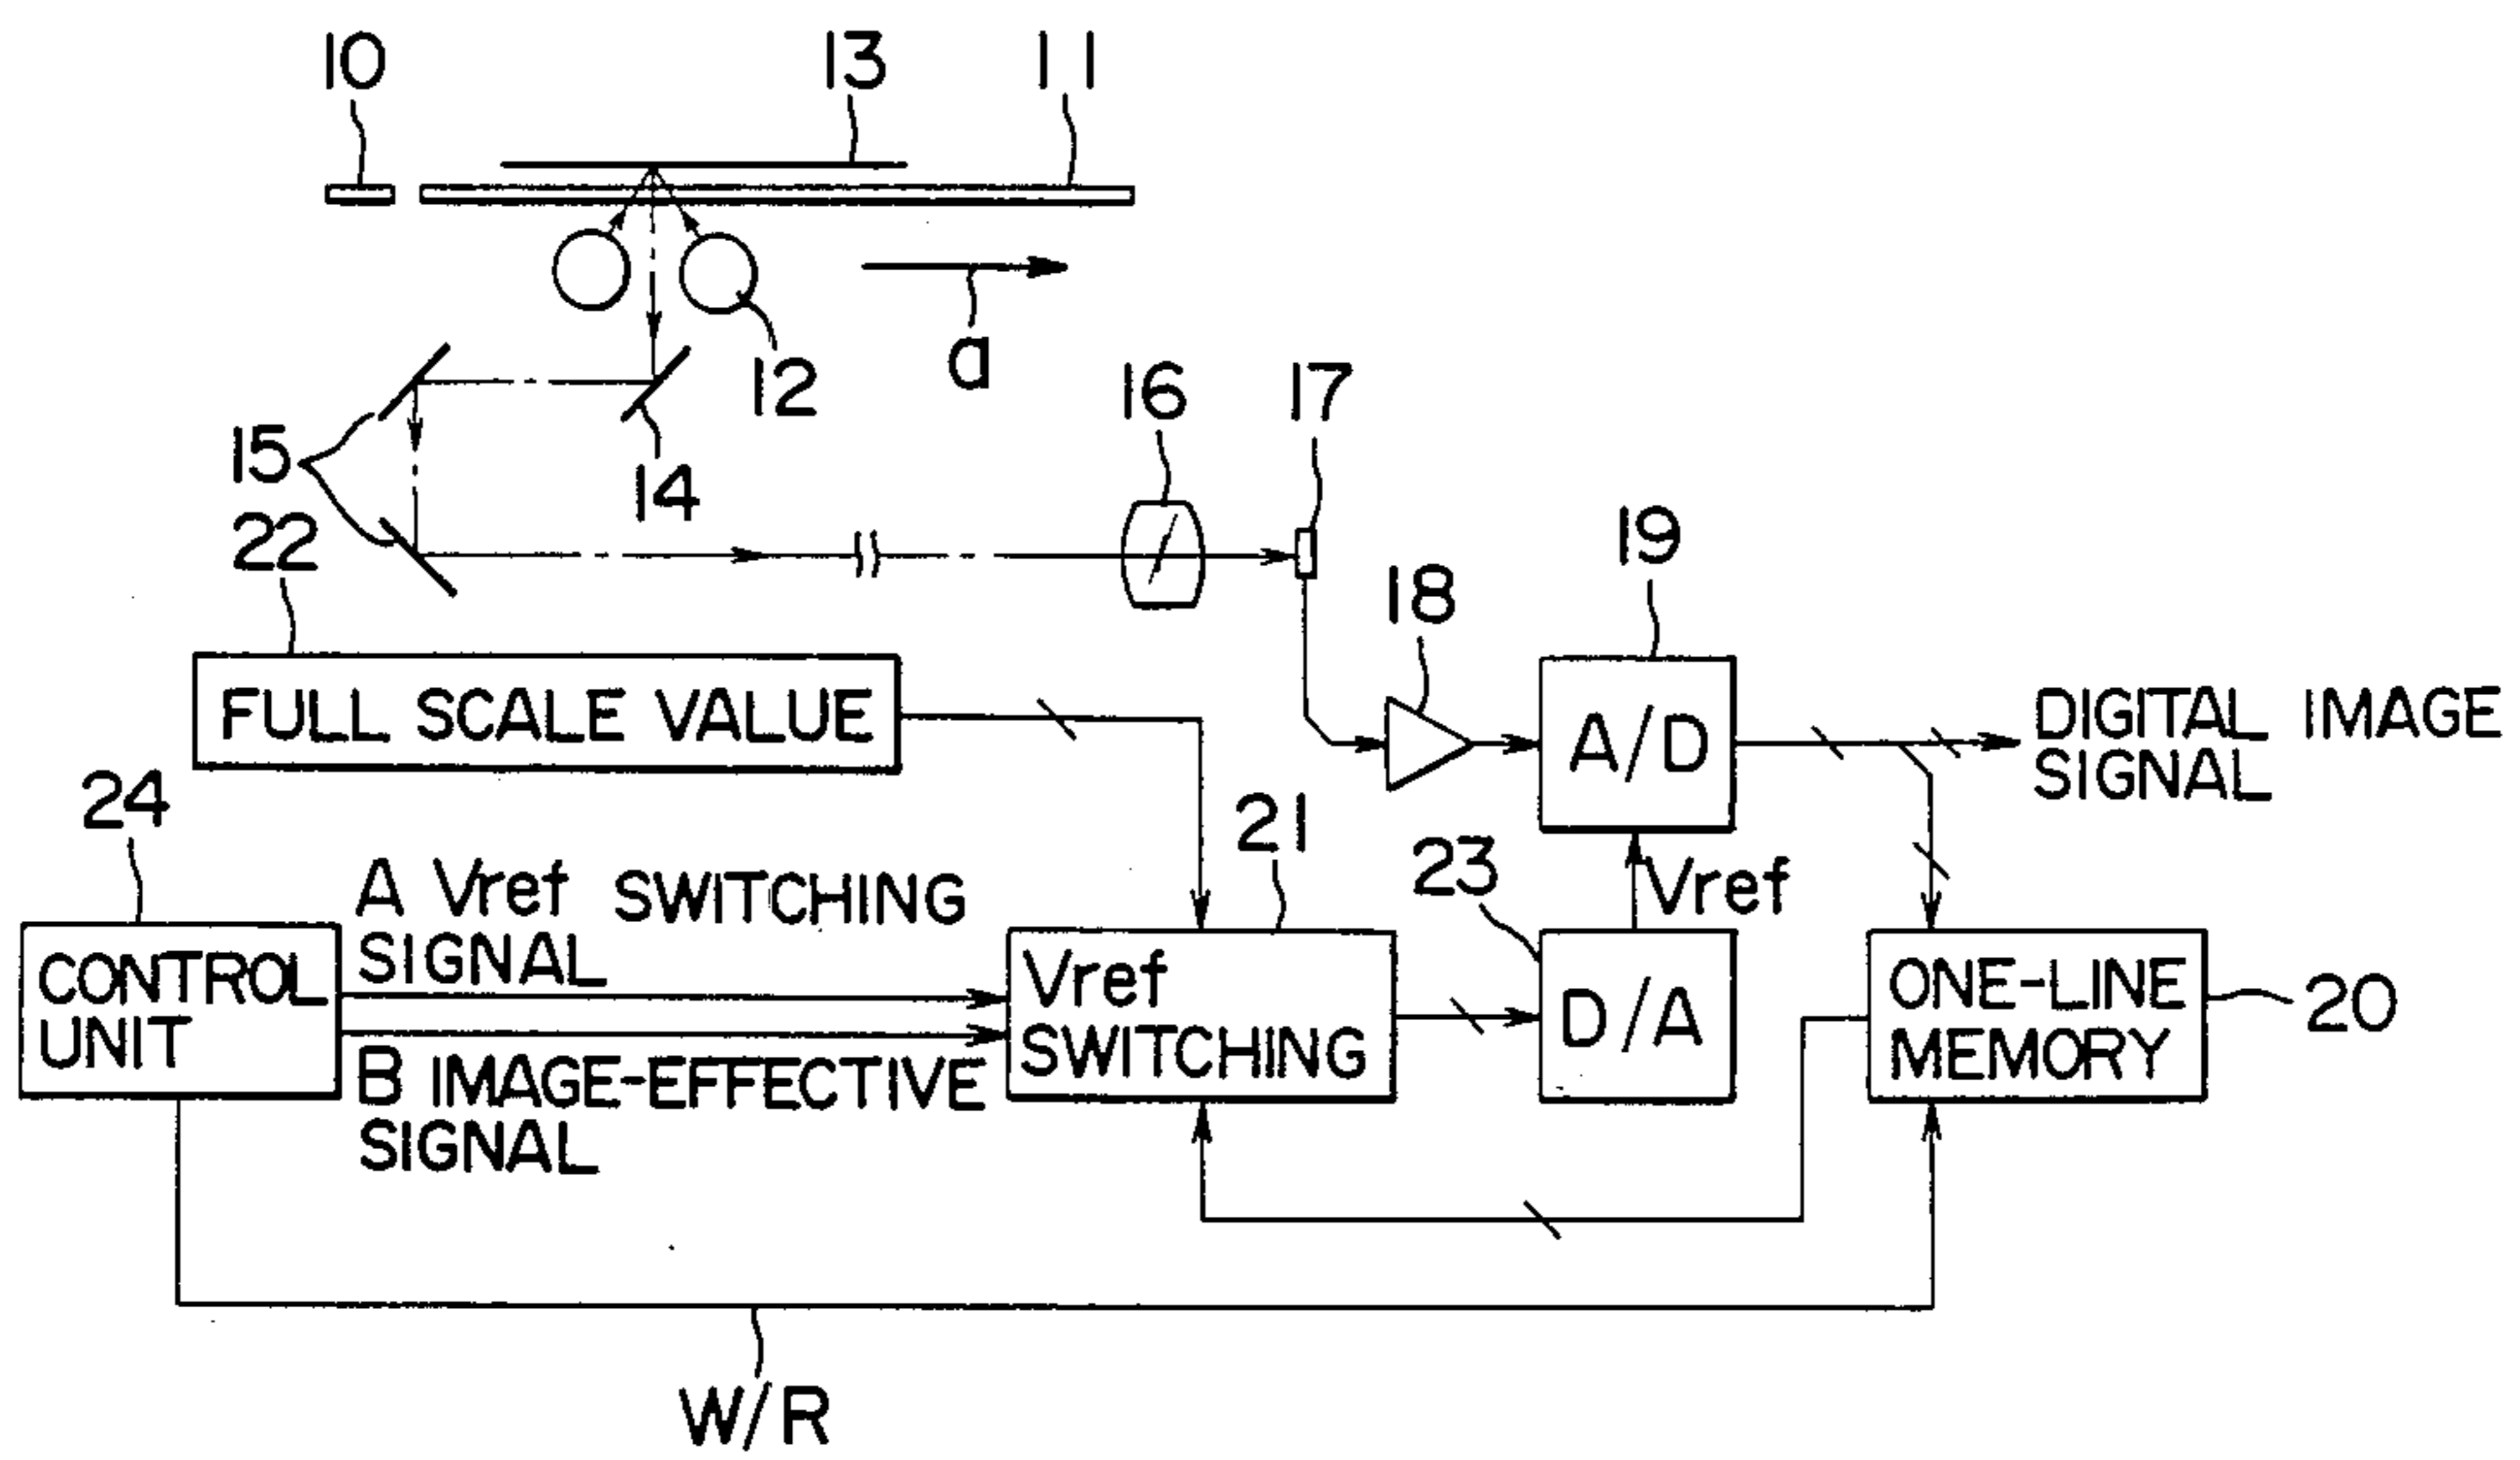 10
13
11
12
a
16
17
15
14
22
18
19
FULL SCALE VALUE
A/D
DIGITAL IMAGE
SIGNAL
24
21
23
Vref
A Vref SWITCHING
SIGNAL
CONTROL
UNIT
Vref
SWITCHING
D/A
ONE-LINE
MEMORY
20
B IMAGE-EFFECTIVE
SIGNAL
W/R